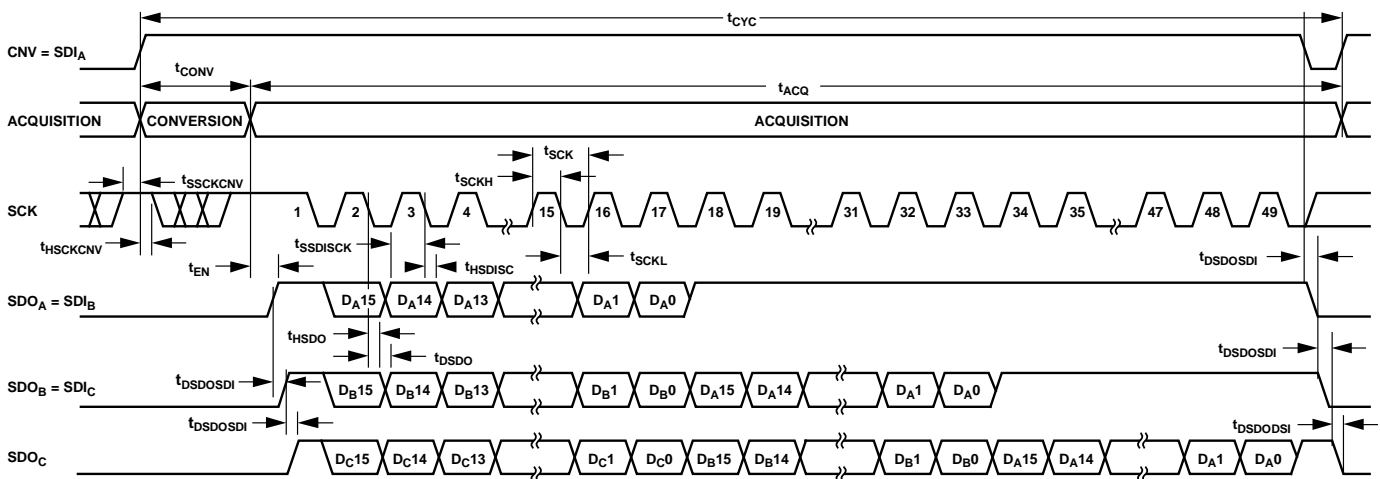 tCYC
CNV = SDIA
tCONV
tACQ
ACQUISITION CONVERSION ACQUISITION
tSCK
tSSCKCNV
tSCKH
SCK 1 2 3 4 15 16 17 18 19 31 32 33 34 35 47 48 49
tHSCKCNV
tSSDISCK
tEN
tHSDISC
tSCKL
tDSDOSDI
SDOA = SDIB DA15 DA14 DA13 DA1 DA0
tHSDO
tDSDO
tDSDOSDI
tDSDOSDI
SDOB = SDIC DB15 DB14 DB13 DB1 DB0 DA15 DA14 DA1 DA0
tDSDOSDI
tDSDODSI
SDOC DC15 DC14 DC13 DC1 DC0 DB15 DB14 DB1 DB0 DA15 DA14 DA1 DA0